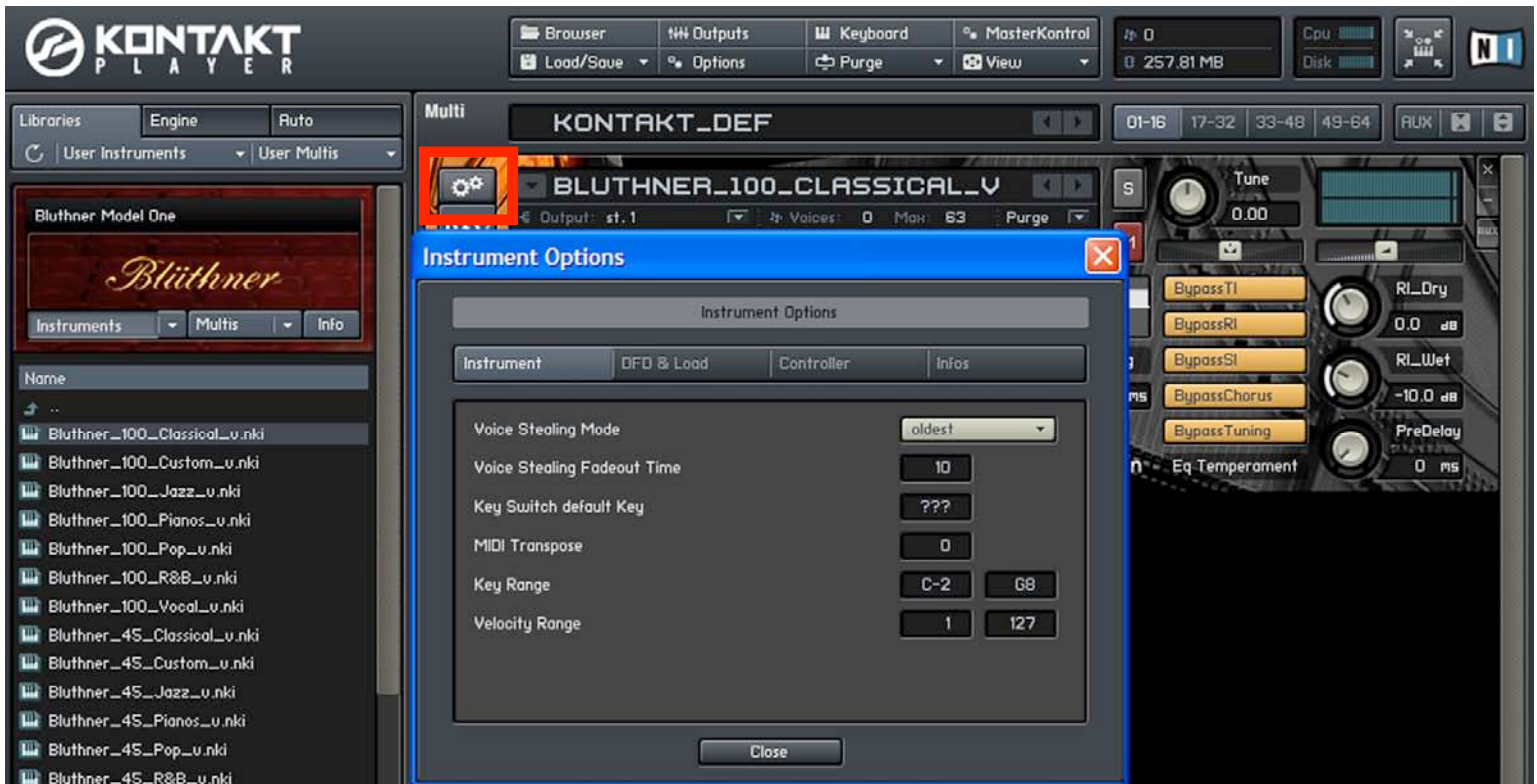 KONTAKT
PLAYER
Browser Outputs Keyboard MasterKontrol
Load/Save Options Purge View
0
257.81 MB
Cpu
Disk
NI
Libraries Engine Auto
User Instruments User Multis
Multi
KONTAKT_DEF
01-16 17-32 33-48 49-64 AUX
Bluthner Model One
Blüthner
Instruments Multis Info
Name
..
Bluthner_100_Classical_v.nki
Bluthner_100_Custom_v.nki
Bluthner_100_Jazz_v.nki
Bluthner_100_Pianos_v.nki
Bluthner_100_Pop_v.nki
Bluthner_100_R&B_v.nki
Bluthner_100_Vocal_v.nki
Bluthner_45_Classical_v.nki
Bluthner_45_Custom_v.nki
Bluthner_45_Jazz_v.nki
Bluthner_45_Pianos_v.nki
Bluthner_45_Pop_v.nki
Bluthner_45_R&B_v.nki
BLUTHNER_100_CLASSICAL_V
Output: st.1 Voices: 0 Max: 63 Purge
S
Tune
0.00
AUX
Instrument Options
Instrument Options
Instrument DFD & Load Controller Infos
Voice Stealing Mode oldest
Voice Stealing Fadeout Time 10
Key Switch default Key ???
MIDI Transpose 0
Key Range C-2 G8
Velocity Range 1 127
Close
BypassTI
BypassRI
BypassSI
ms BypassChorus
BypassTuning
Eq Temperament
RI_Dry
0.0 dB
RI_Wet
-10.0 dB
PreDelay
0 ms